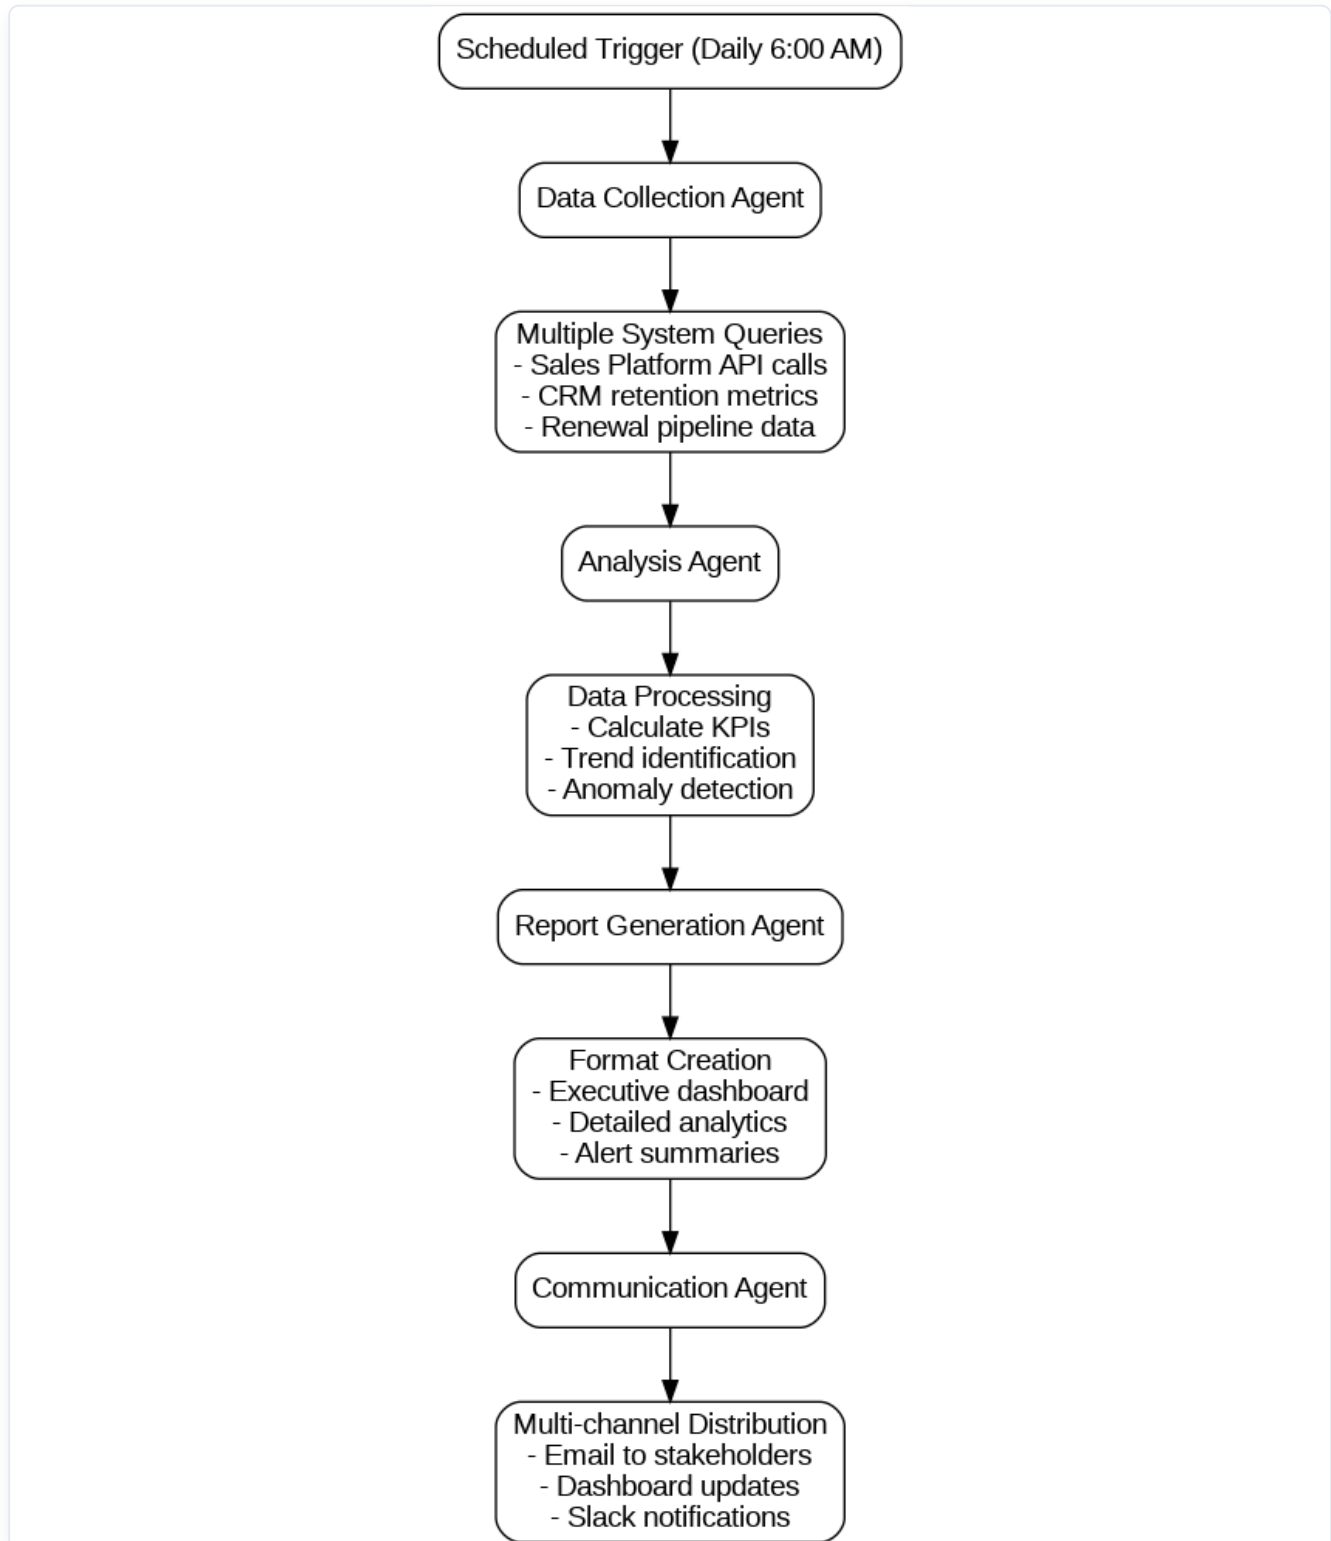 Scheduled Trigger (Daily 6:00 AM)
Data Collection Agent
Multiple System Queries
- Sales Platform API calls
- CRM retention metrics
- Renewal pipeline data
Analysis Agent
Data Processing
- Calculate KPIs
- Trend identification
- Anomaly detection
Report Generation Agent
Format Creation
- Executive dashboard
- Detailed analytics
- Alert summaries
Communication Agent
Multi-channel Distribution
- Email to stakeholders
- Dashboard updates
- Slack notifications